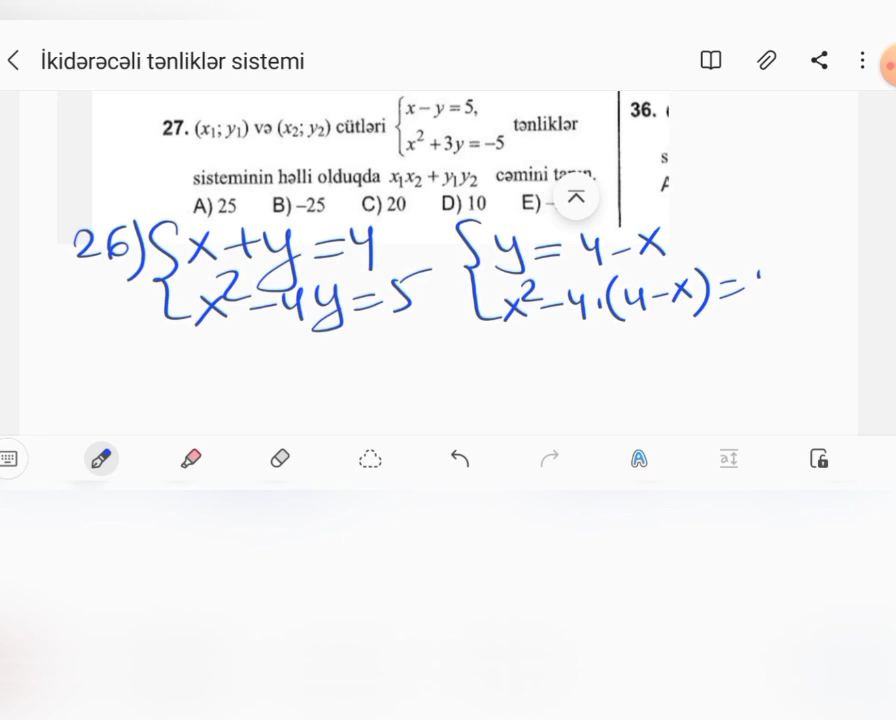 İkidərəcəli tənliklər sistemi
27. (x₁; y₁) və (x₂; y₂) cütləri { x − y = 5, tənliklər
x² + 3y = −5
sisteminin həlli olduqda x₁x₂ + y₁y₂ cəmini
A) 25 B) −25 C) 20 D) 10 E) −
36. (
26) { x + y = 4
x² − 4y = 5
{ y = 4 − x
x² − 4·(4−x) =